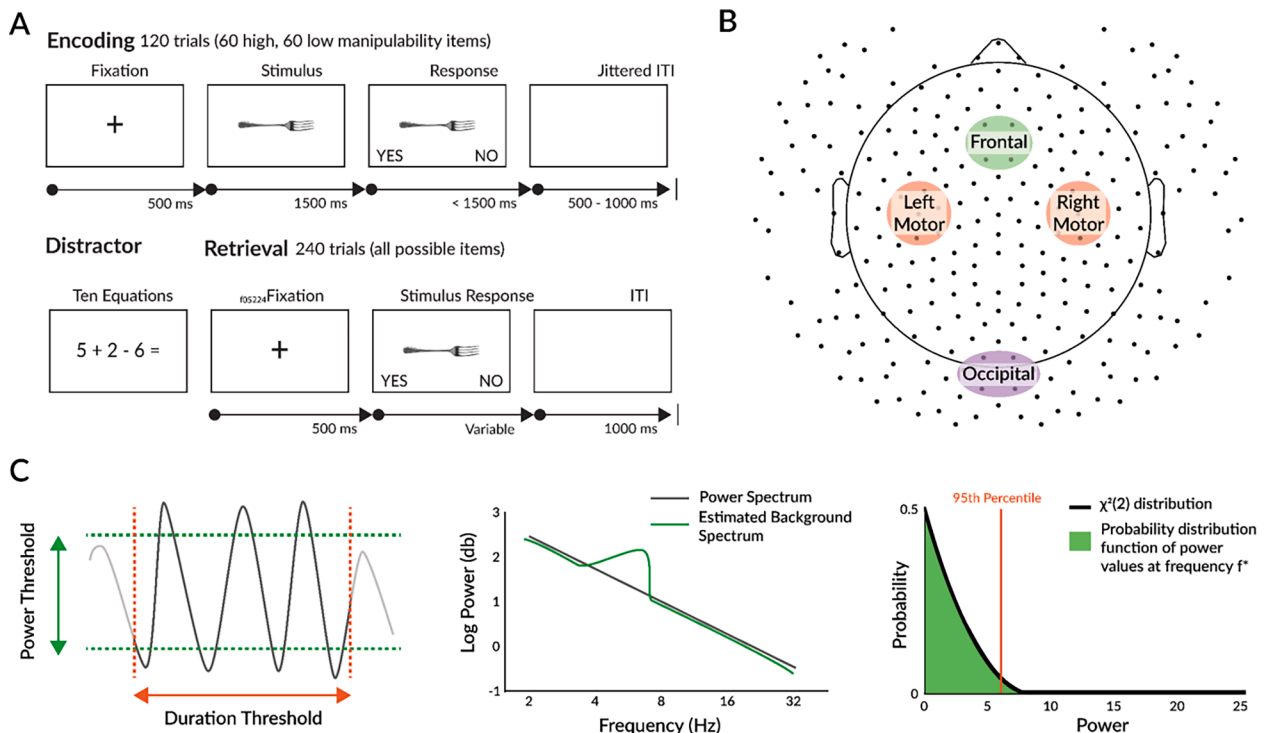 A
Encoding 120 trials (60 high, 60 low manipulability items)
Fixation
Stimulus
Response
Jittered ITI
+
YES
NO
500 ms
1500 ms
< 1500 ms
500 - 1000 ms
Distractor
Retrieval 240 trials (all possible items)
Ten Equations
f05224Fixation
Stimulus Response
ITI
5 + 2 - 6 =
+
YES
NO
500 ms
Variable
1000 ms
B
Frontal
Left
Motor
Right
Motor
Occipital
C
Power Threshold
Duration Threshold
Power Spectrum
Estimated Background
Spectrum
Log Power (db)
3
2
1
0
-1
2
4
8
16
32
Frequency (Hz)
95th Percentile
χ²(2) distribution
Probability distribution
function of power
values at frequency f*
Probability
0.5
0
0
5
10
15
20
25
Power